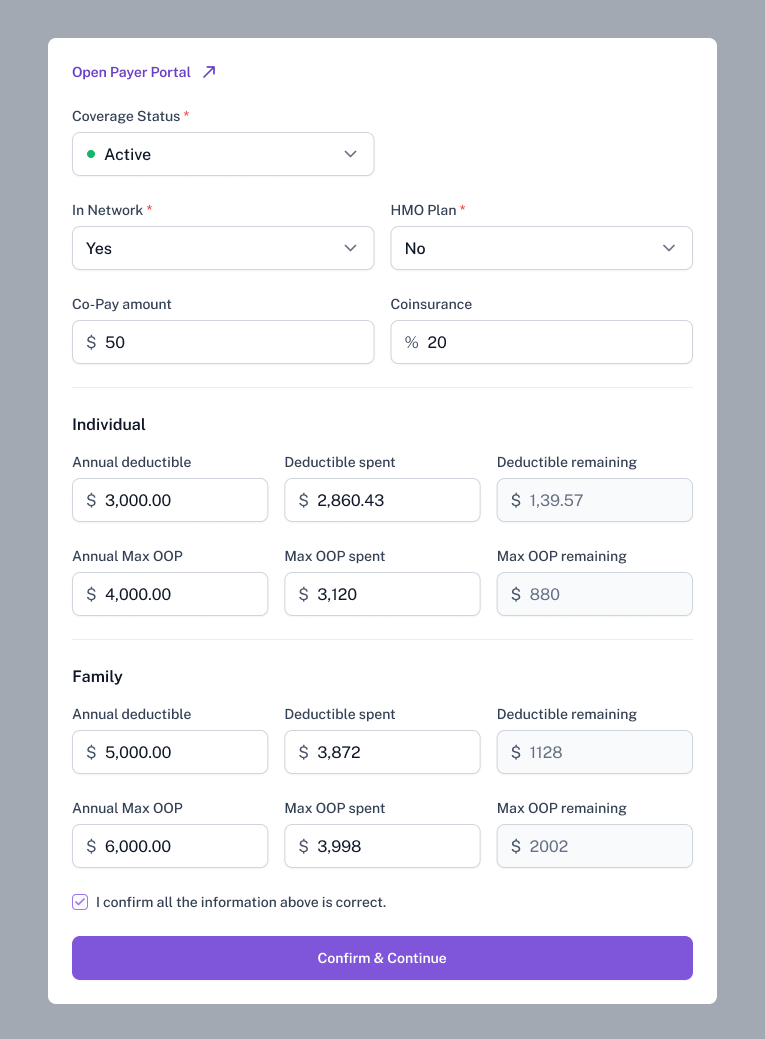 Open Payer Portal
Coverage Status *
Active
In Network * HMO Plan *
Yes No
Co-Pay amount Coinsurance
$ 50 % 20
Individual
Annual deductible Deductible spent Deductible remaining
$ 3,000.00 $ 2,860.43 $ 1,39.57
Annual Max OOP Max OOP spent Max OOP remaining
$ 4,000.00 $ 3,120 $ 880
Family
Annual deductible Deductible spent Deductible remaining
$ 5,000.00 $ 3,872 $ 1128
Annual Max OOP Max OOP spent Max OOP remaining
$ 6,000.00 $ 3,998 $ 2002
I confirm all the information above is correct.
Confirm & Continue